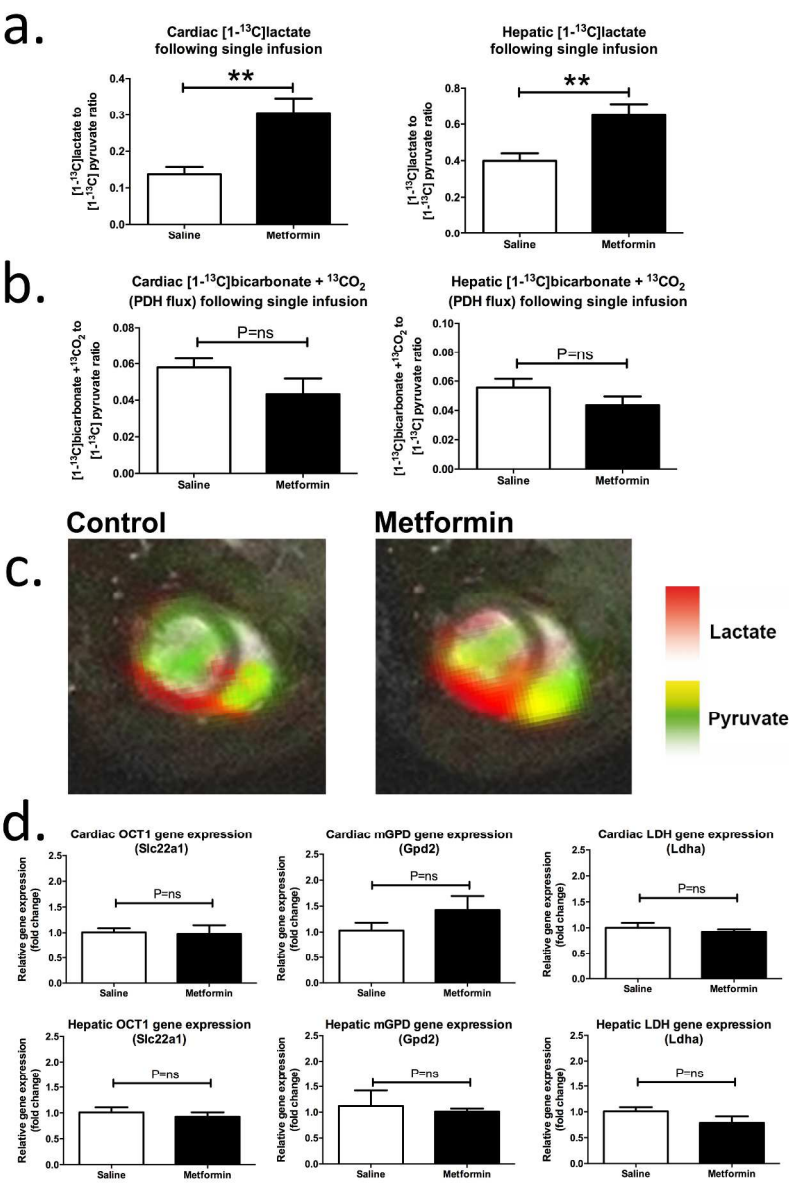 a.
Cardiac [1-¹³C]lactate
following single infusion
[1-¹³C]lactate to
[1-¹³C] pyruvate ratio
0.4
0.3
0.2
0.1
0.0
**
Saline Metformin
Hepatic [1-¹³C]lactate
following single infusion
[1-¹³C]lactate to
[1-¹³C] pyruvate ratio
0.8
0.6
0.4
0.2
0.0
**
Saline Metformin
b.
Cardiac [1-¹³C]bicarbonate + ¹³CO₂
(PDH flux) following single infusion
[1-¹³C]bicarbonate +¹³CO₂ to
[1-¹³C] pyruvate ratio
0.08
0.06
0.04
0.02
0.00
P=ns
Saline Metformin
Hepatic [1-¹³C]bicarbonate + ¹³CO₂
(PDH flux) following single infusion
[1-¹³C]bicarbonate +¹³CO₂ to
[1-¹³C] pyruvate ratio
0.10
0.08
0.06
0.04
0.02
0.00
P=ns
Saline Metformin
c.
Control
Metformin
Lactate
Pyruvate
d.
Cardiac OCT1 gene expression
(Slc22a1)
Relative gene expression
(fold change)
2.5
2.0
1.5
1.0
0.5
0.0
P=ns
Saline Metformin
Cardiac mGPD gene expression
(Gpd2)
Relative gene expression
(fold change)
2.5
2.0
1.5
1.0
0.5
0.0
P=ns
Saline Metformin
Cardiac LDH gene expression
(Ldha)
Relative gene expression
(fold change)
2.5
2.0
1.5
1.0
0.5
0.0
P=ns
Saline Metformin
Hepatic OCT1 gene expression
(Slc22a1)
Relative gene expression
(fold change)
2.5
2.0
1.5
1.0
0.5
0.0
P=ns
Saline Metformin
Hepatic mGPD gene expression
(Gpd2)
Relative gene expression
(fold change)
2.5
2.0
1.5
1.0
0.5
0.0
P=ns
Saline Metformin
Hepatic LDH gene expression
(Ldha)
Relative gene expression
(fold change)
2.5
2.0
1.5
1.0
0.5
0.0
P=ns
Saline Metformin